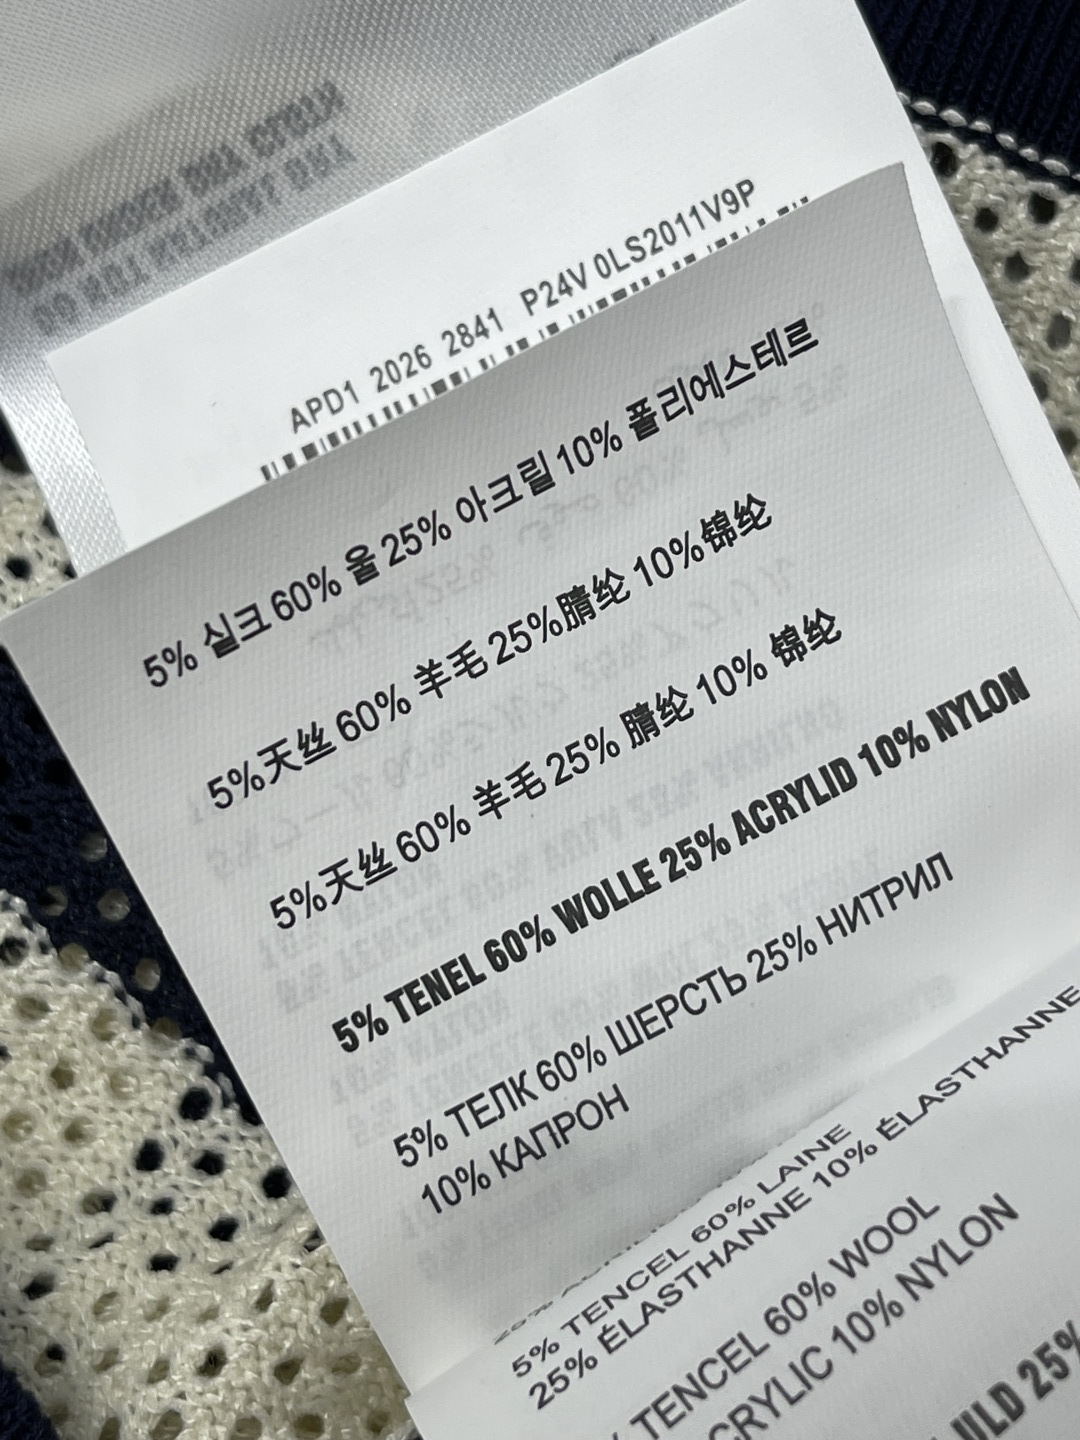 APD1 2026 2841 P24V 0LS2011V9P
5% 실크 60% 울 25% 아크릴 10% 폴리에스테르
5%天丝 60% 羊毛 25%腈纶 10%锦纶
5%天丝 60% 羊毛 25% 腈纶 10% 锦纶
5% TENEL 60% WOLLE 25% ACRYLID 10% NYLON
5% ТЕЛК 60% ШЕРСТЬ 25% НИТРИЛ
10% КАПРОН
5% TENCEL 60% LAINE
25% ÉLASTHANNE 10% ÉLASTHANNE
% TENCEL 60% WOOL
CRYLIC 10% NYLON
ULD 25%